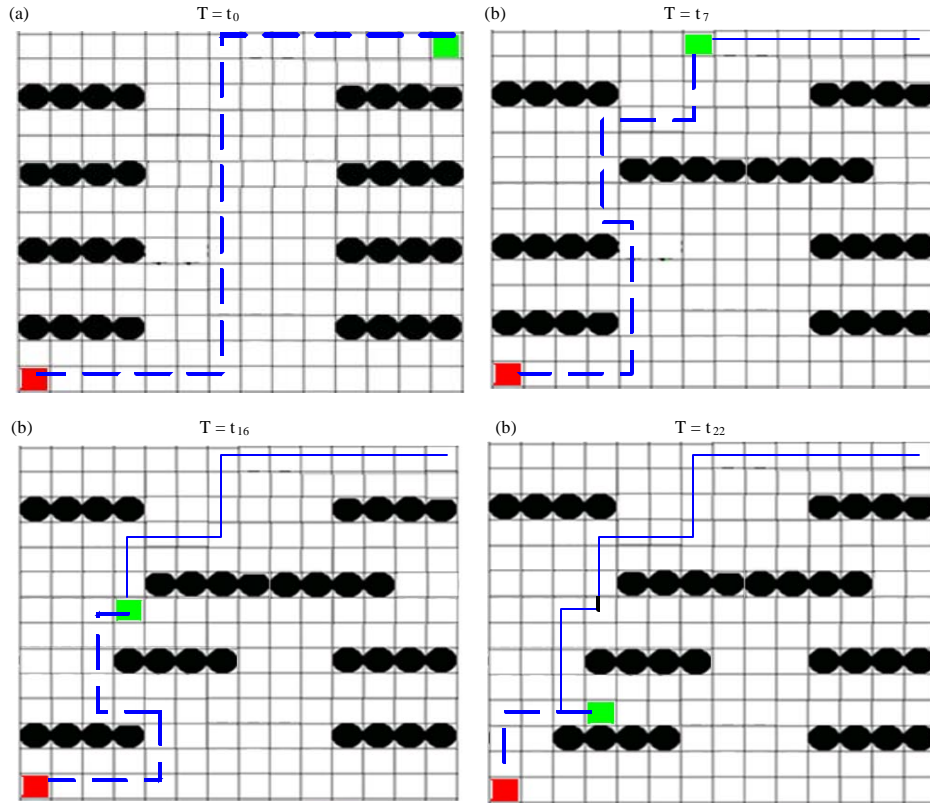 (a) T = t0
(b) T = t7
(b) T = t16
(b) T = t22